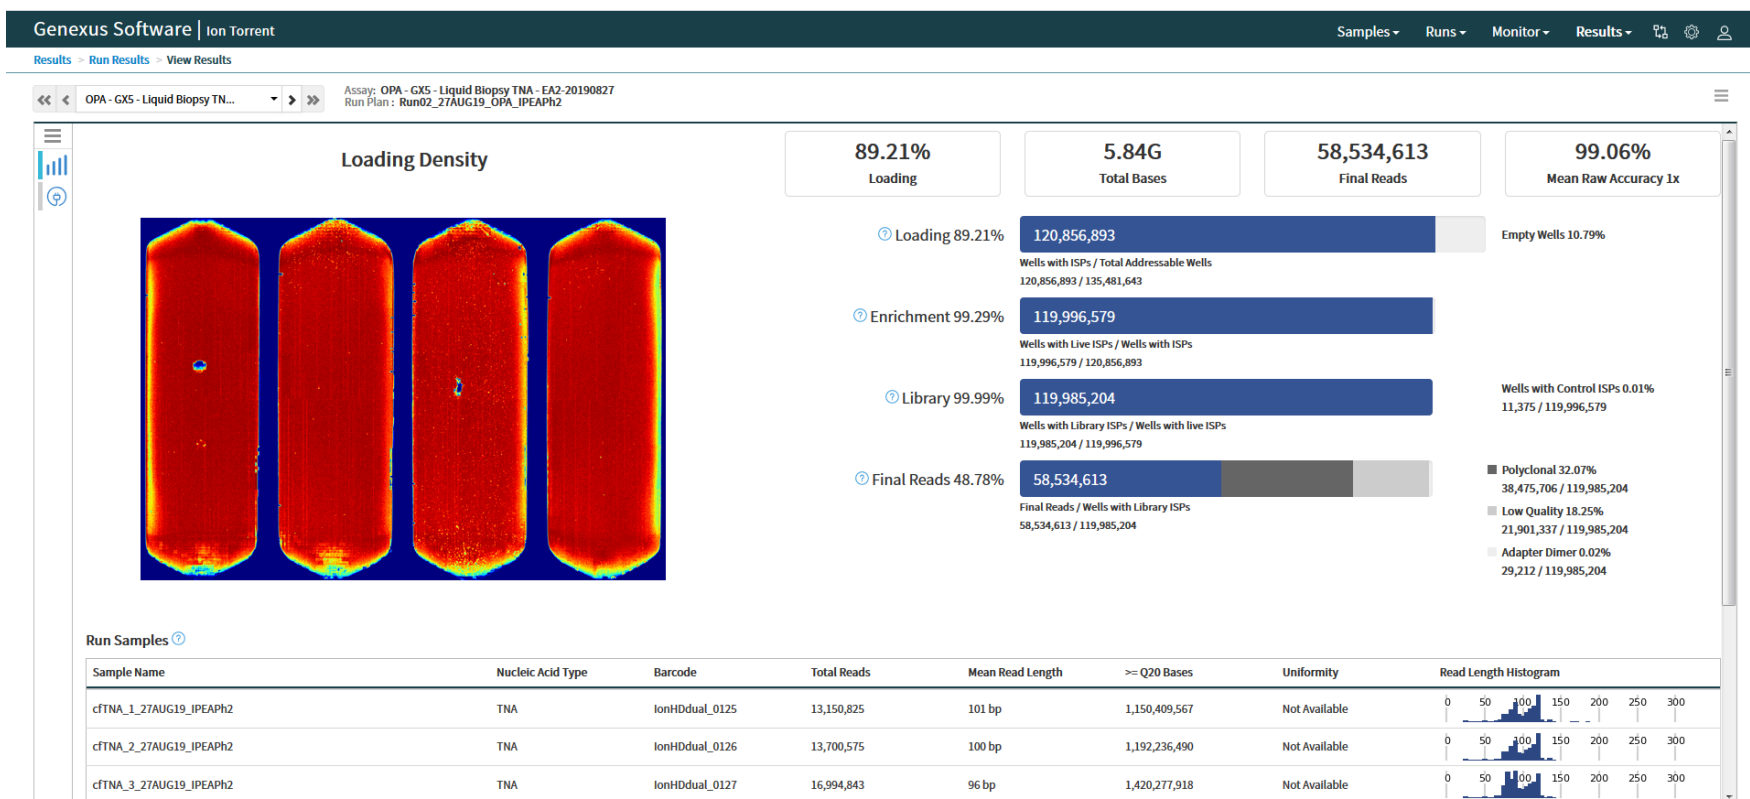 Genexus Software | Ion Torrent
Samples Runs Monitor Results
Results > Run Results > View Results
OPA - GX5 - Liquid Biopsy TN...
Assay: OPA - GX5 - Liquid Biopsy TNA - EA2-20190827
Run Plan : Run02_27AUG19_OPA_IPEAPh2
Loading Density
89.21%
Loading
5.84G
Total Bases
58,534,613
Final Reads
99.06%
Mean Raw Accuracy 1x
? Loading 89.21% 120,856,893 Empty Wells 10.79%
Wells with ISPs / Total Addressable Wells
120,856,893 / 135,481,643
? Enrichment 99.29% 119,996,579
Wells with Live ISPs / Wells with ISPs
119,996,579 / 120,856,893
? Library 99.99% 119,985,204
Wells with Control ISPs 0.01%
11,375 / 119,996,579
Wells with Library ISPs / Wells with live ISPs
119,985,204 / 119,996,579
? Final Reads 48.78% 58,534,613
Final Reads / Wells with Library ISPs
58,534,613 / 119,985,204
Polyclonal 32.07%
38,475,706 / 119,985,204
Low Quality 18.25%
21,901,337 / 119,985,204
Adapter Dimer 0.02%
29,212 / 119,985,204
Run Samples ?
Sample Name Nucleic Acid Type Barcode Total Reads Mean Read Length >= Q20 Bases Uniformity Read Length Histogram
cfTNA_1_27AUG19_IPEAPh2 TNA IonHDdual_0125 13,150,825 101 bp 1,150,409,567 Not Available 0 50 100 150 200 250 300
cfTNA_2_27AUG19_IPEAPh2 TNA IonHDdual_0126 13,700,575 100 bp 1,192,236,490 Not Available 0 50 100 150 200 250 300
cfTNA_3_27AUG19_IPEAPh2 TNA IonHDdual_0127 16,994,843 96 bp 1,420,277,918 Not Available 0 50 100 150 200 250 300